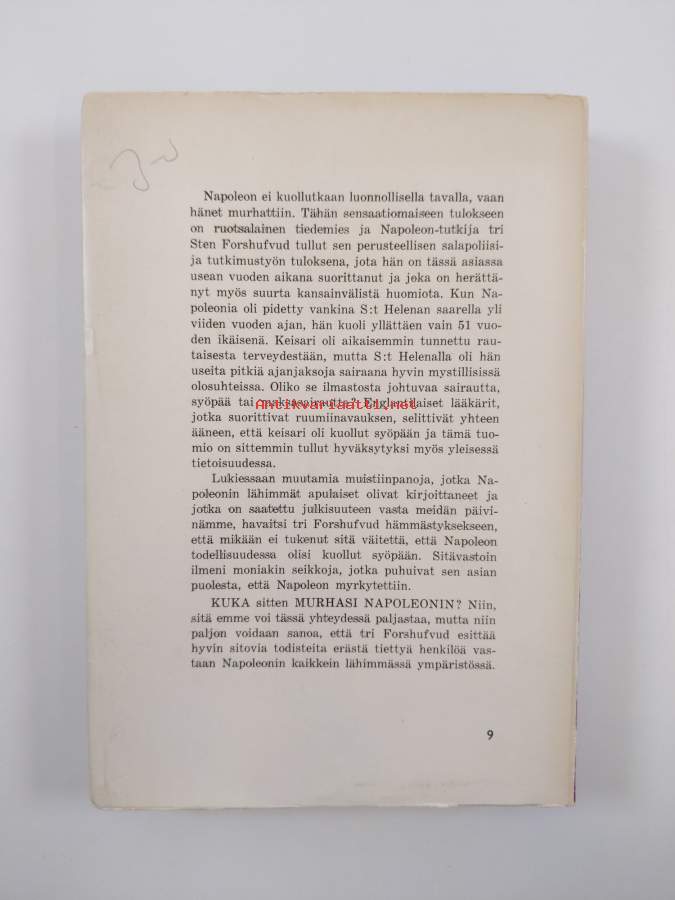 Napoleon ei kuollutkaan luonnollisella tavalla, vaan
hänet murhattiin. Tähän sensaatiomaiseen tulokseen
on ruotsalainen tiedemies ja Napoleon-tutkija tri
Sten Forshufvud tullut sen perusteellisen salapoliisi-
ja tutkimustyön tuloksena, jota hän on tässä asiassa
usean vuoden aikana suorittanut ja joka on herättä-
nyt myös suurta kansainvälistä huomiota. Kun Na-
poleonia oli pidetty vankina S:t Helenan saarella yli
viiden vuoden ajan, hän kuoli yllättäen vain 51 vuo-
den ikäisenä. Keisari oli aikaisemmin tunnettu rau-
taisesta terveydestään, mutta S:t Helenalla oli hän
useita pitkiä ajanjaksoja sairaana hyvin mystillisissä
olosuhteissa. Oliko se ilmastosta johtuvaa sairautta,
syöpää tai maksasairautta? Englantilaiset lääkärit,
Antikvariaatti.net
jotka suorittivat ruumiinavauksen, selittivät yhteen
ääneen, että keisari oli kuollut syöpään ja tämä tuo-
mio on sittemmin tullut hyväksytyksi myös yleisessä
tietoisuudessa.
Lukiessaan muutamia muistiinpanoja, jotka Na-
poleonin lähimmät apulaiset olivat kirjoittaneet ja
jotka on saatettu julkisuuteen vasta meidän päivi-
nämme, havaitsi tri Forshufvud hämmästyksekseen,
että mikään ei tukenut sitä väitettä, että Napoleon
todellisuudessa olisi kuollut syöpään. Sitävastoin
ilmeni moniakin seikkoja, jotka puhuivat sen asian
puolesta, että Napoleon myrkytettiin.
KUKA sitten MURHASI NAPOLEONIN? Niin,
sitä emme voi tässä yhteydessä paljastaa, mutta niin
paljon voidaan sanoa, että tri Forshufvud esittää
hyvin sitovia todisteita erästä tiettyä henkilöä vas-
taan Napoleonin kaikkein lähimmässä ympäristössä.
9